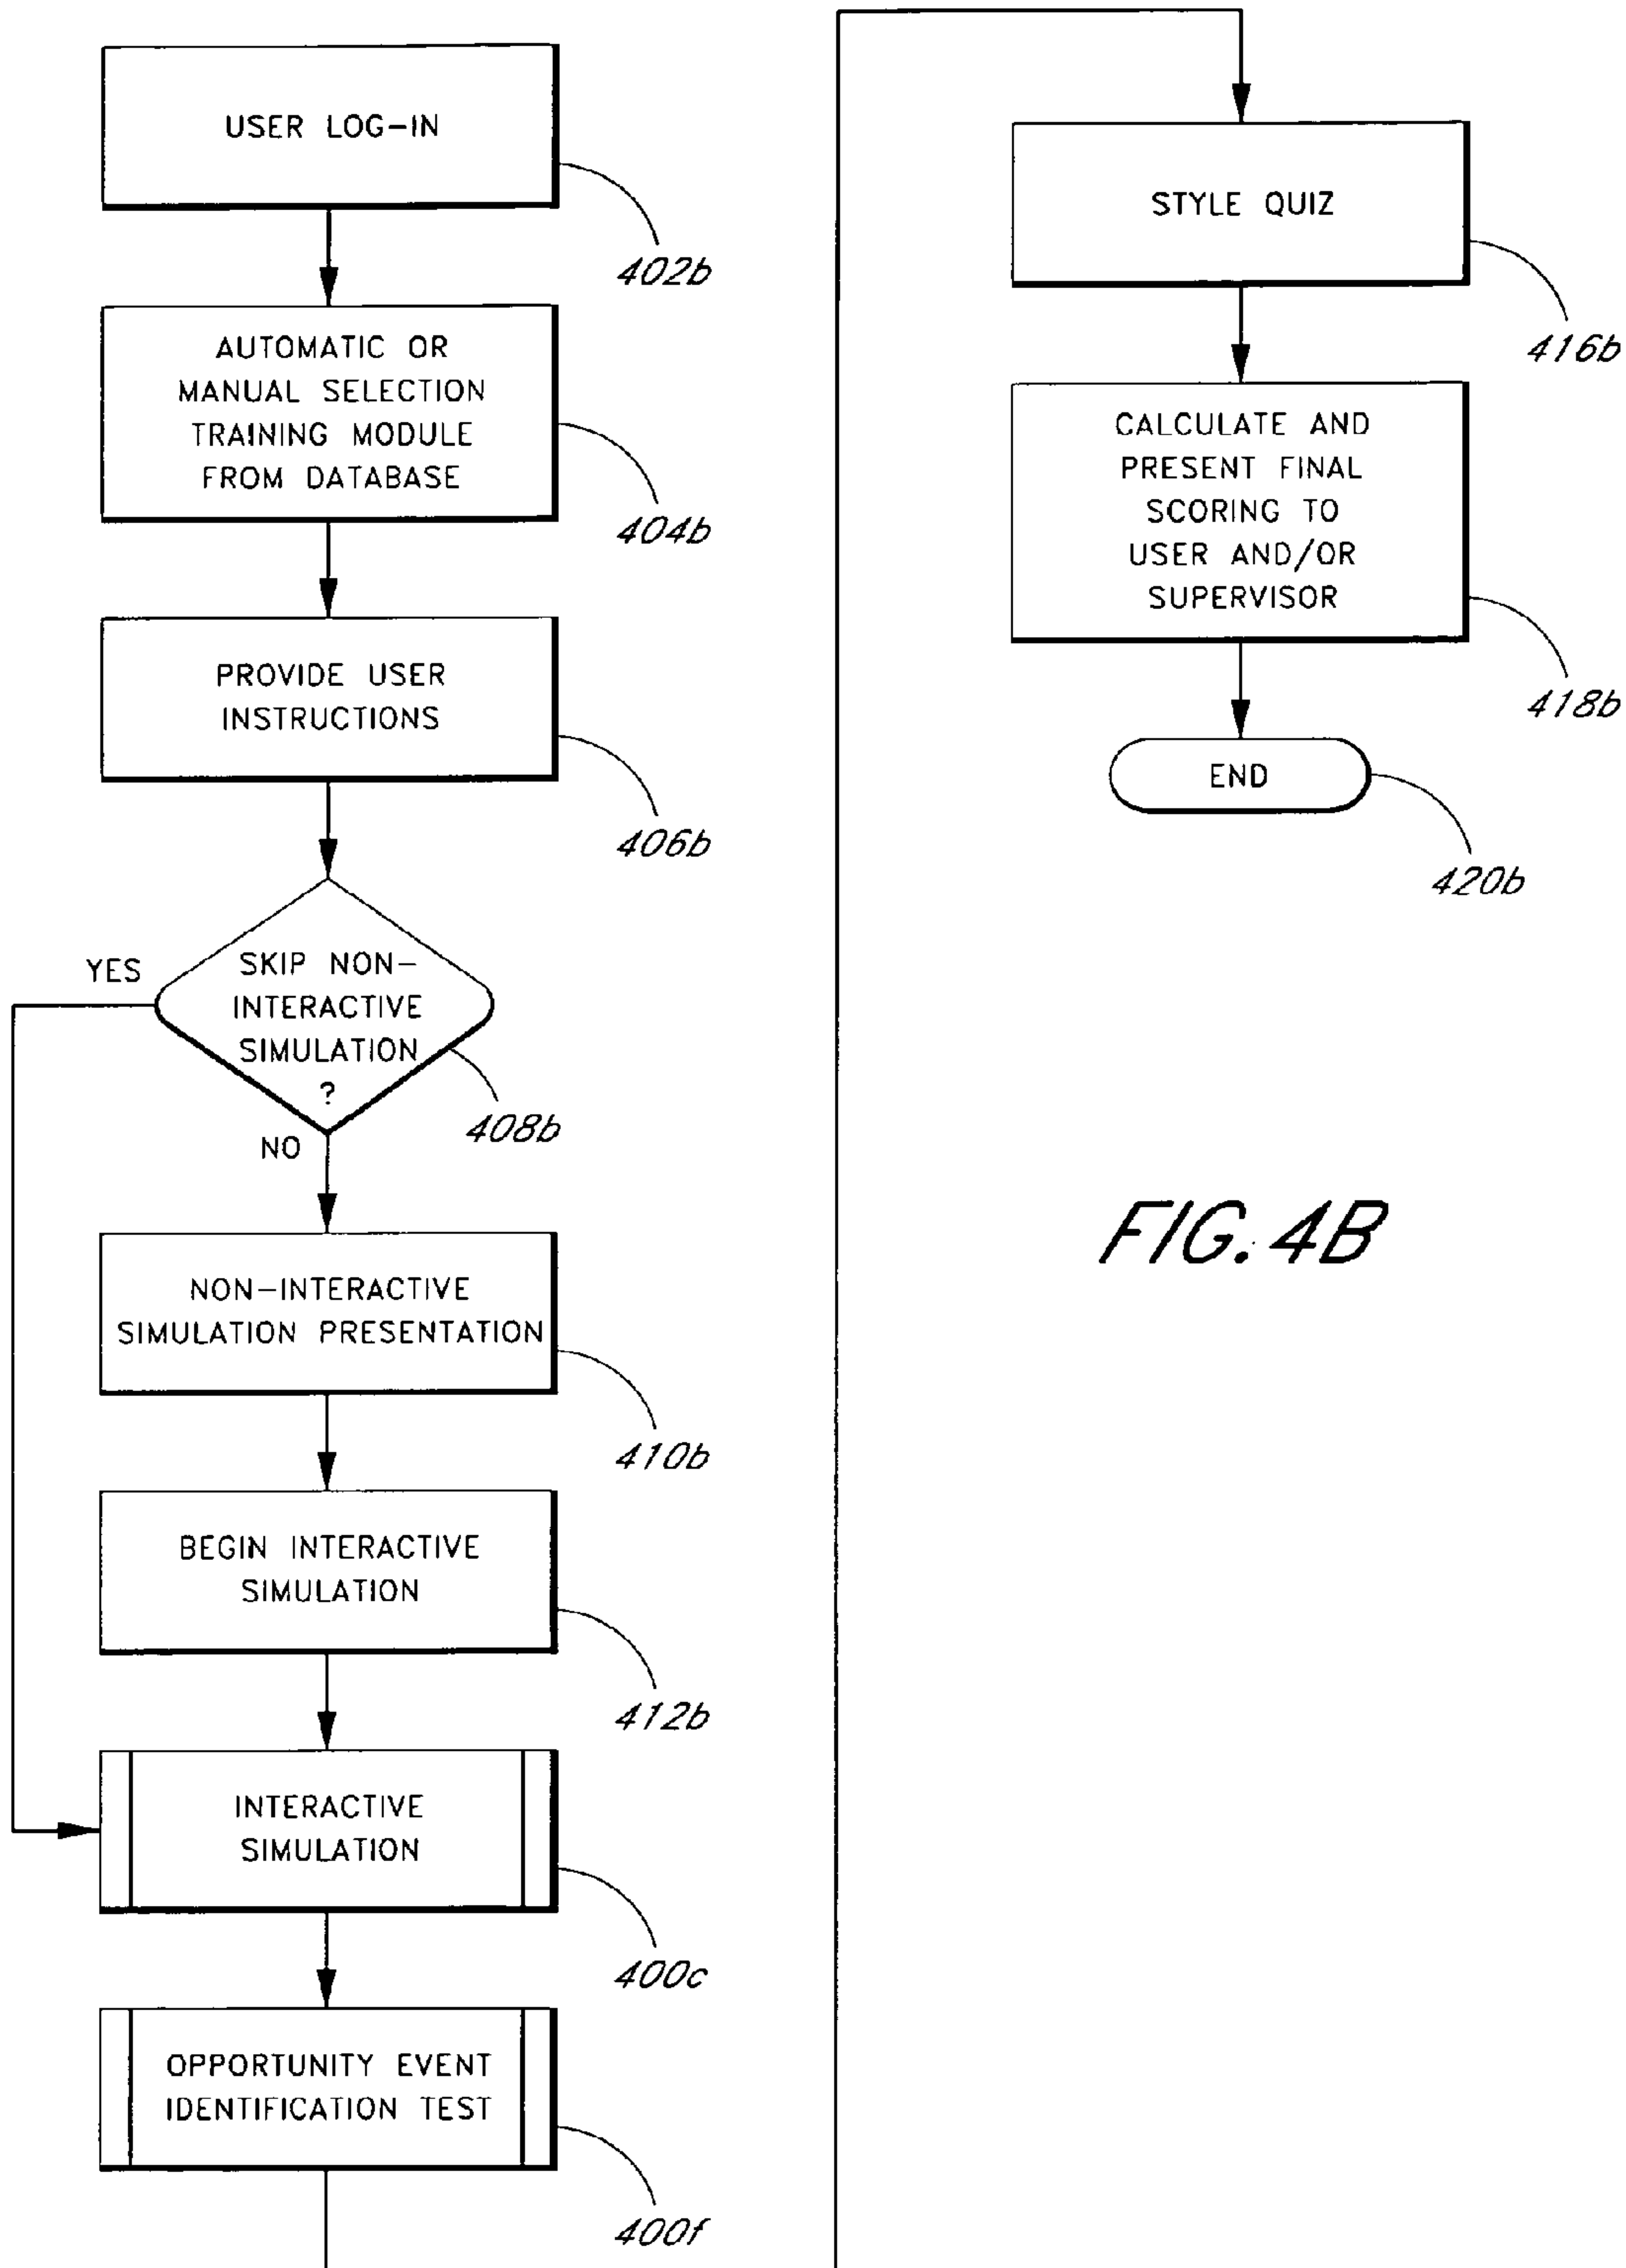 USER LOG-IN
402b
AUTOMATIC OR
MANUAL SELECTION
TRAINING MODULE
FROM DATABASE
404b
PROVIDE USER
INSTRUCTIONS
406b
SKIP NON-
INTERACTIVE
SIMULATION
?
YES
408b
NO
NON-INTERACTIVE
SIMULATION PRESENTATION
410b
BEGIN INTERACTIVE
SIMULATION
412b
INTERACTIVE
SIMULATION
400c
OPPORTUNITY EVENT
IDENTIFICATION TEST
400f
STYLE QUIZ
416b
CALCULATE AND
PRESENT FINAL
SCORING TO
USER AND/OR
SUPERVISOR
418b
END
420b
FIG. 4B